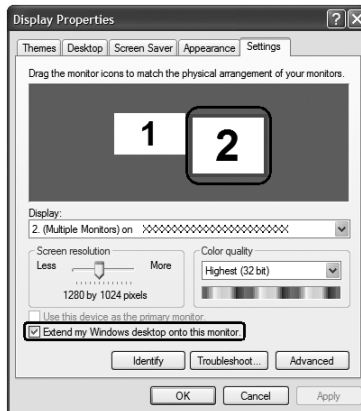 Display Properties
Themes Desktop Screen Saver Appearance Settings
Drag the monitor icons to match the physical arrangement of your monitors.
1 2
Display:
2. (Multiple Monitors) on XXXXXXXXXXXXXXXXXXXXXXX
Screen resolution Color quality
Less More Highest (32 bit)
1280 by 1024 pixels
Use this device as the primary monitor.
Extend my Windows desktop onto this monitor.
Identify Troubleshoot... Advanced
OK Cancel Apply